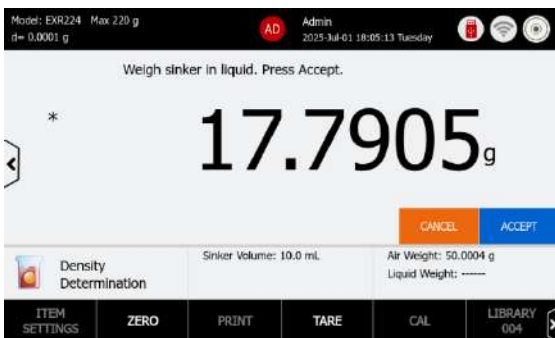 Model: EXR224 Max 220 g
d= 0.0001 g
AD
Admin
2025-Jul-01 18:05:13 Tuesday
Weigh sinker in liquid. Press Accept.
* 17.7905 g
CANCEL ACCEPT
Density
Determination
Sinker Volume: 10.0 mL
Air Weight: 50.0004 g
Liquid Weight: ------
ITEM
SETTINGS
ZERO
PRINT
TARE
CAL
LIBRARY
004